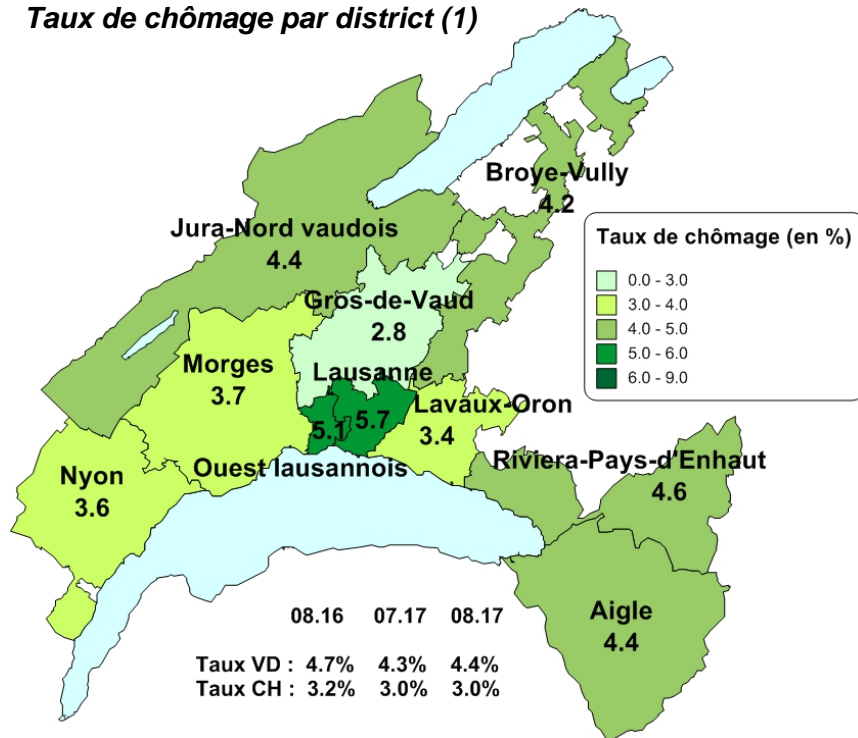 Taux de chômage par district (1)
Broye-Vully
4.2
Jura-Nord vaudois
4.4
Taux de chômage (en %)
0.0 - 3.0
3.0 - 4.0
4.0 - 5.0
5.0 - 6.0
6.0 - 9.0
Gros-de-Vaud
2.8
Morges
3.7
Lausanne
5.7
5.1
Lavaux-Oron
3.4
Ouest lausannois
Nyon
3.6
Riviera-Pays-d'Enhaut
4.6
Aigle
4.4
08.16 07.17 08.17
Taux VD : 4.7% 4.3% 4.4%
Taux CH : 3.2% 3.0% 3.0%